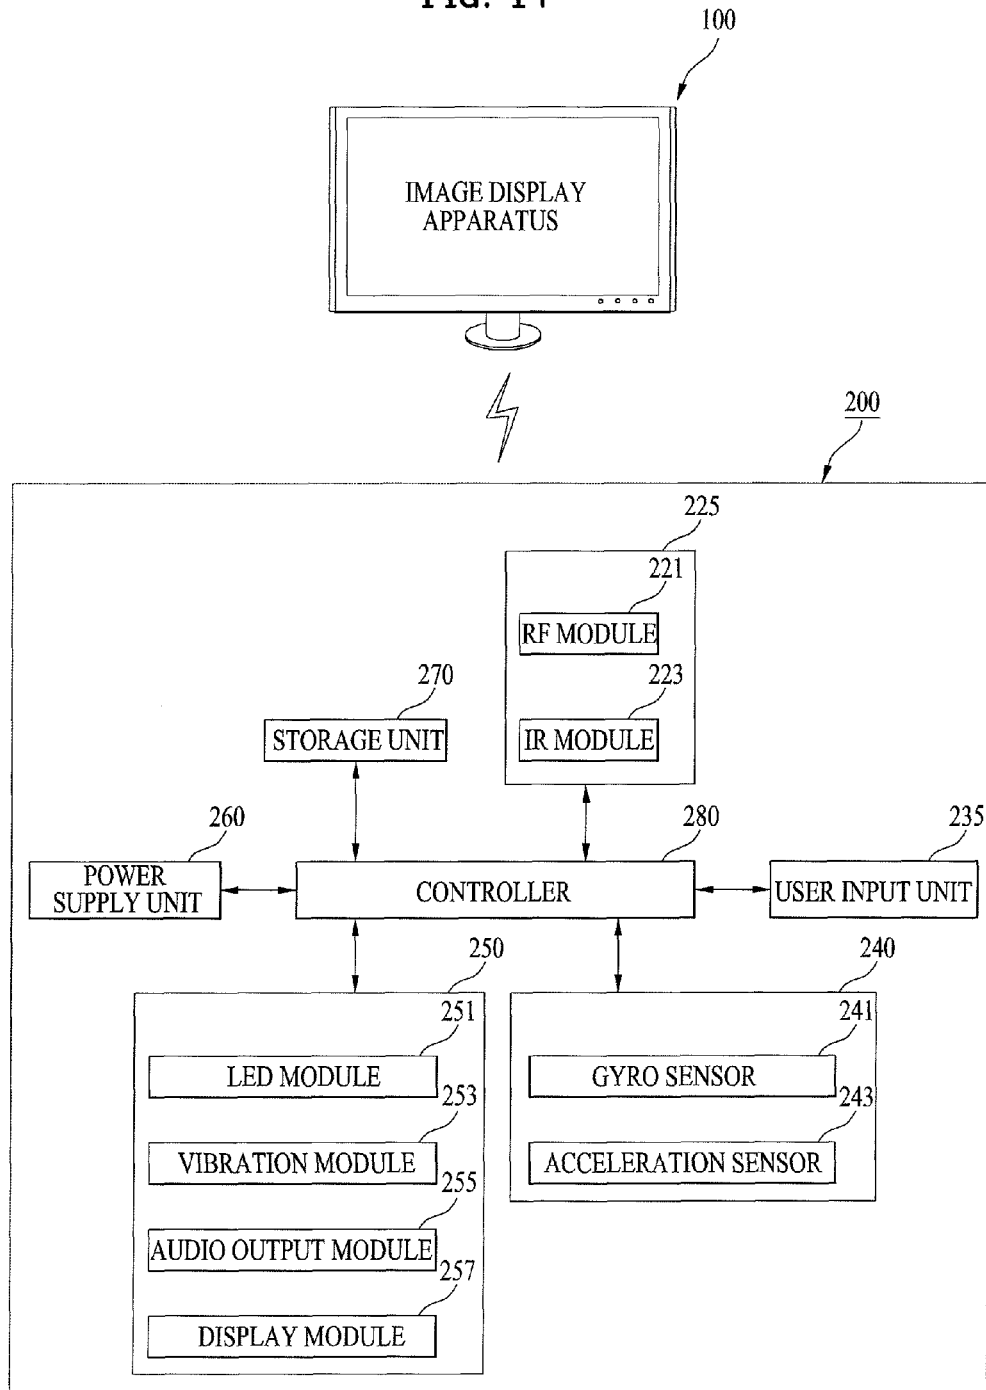 FIG. 14
100
IMAGE DISPLAY
APPARATUS
200
225
221
RF MODULE
223
IR MODULE
270
STORAGE UNIT
260
POWER
SUPPLY UNIT
280
CONTROLLER
235
USER INPUT UNIT
250
251
LED MODULE
253
VIBRATION MODULE
255
AUDIO OUTPUT MODULE
257
DISPLAY MODULE
240
241
GYRO SENSOR
243
ACCELERATION SENSOR